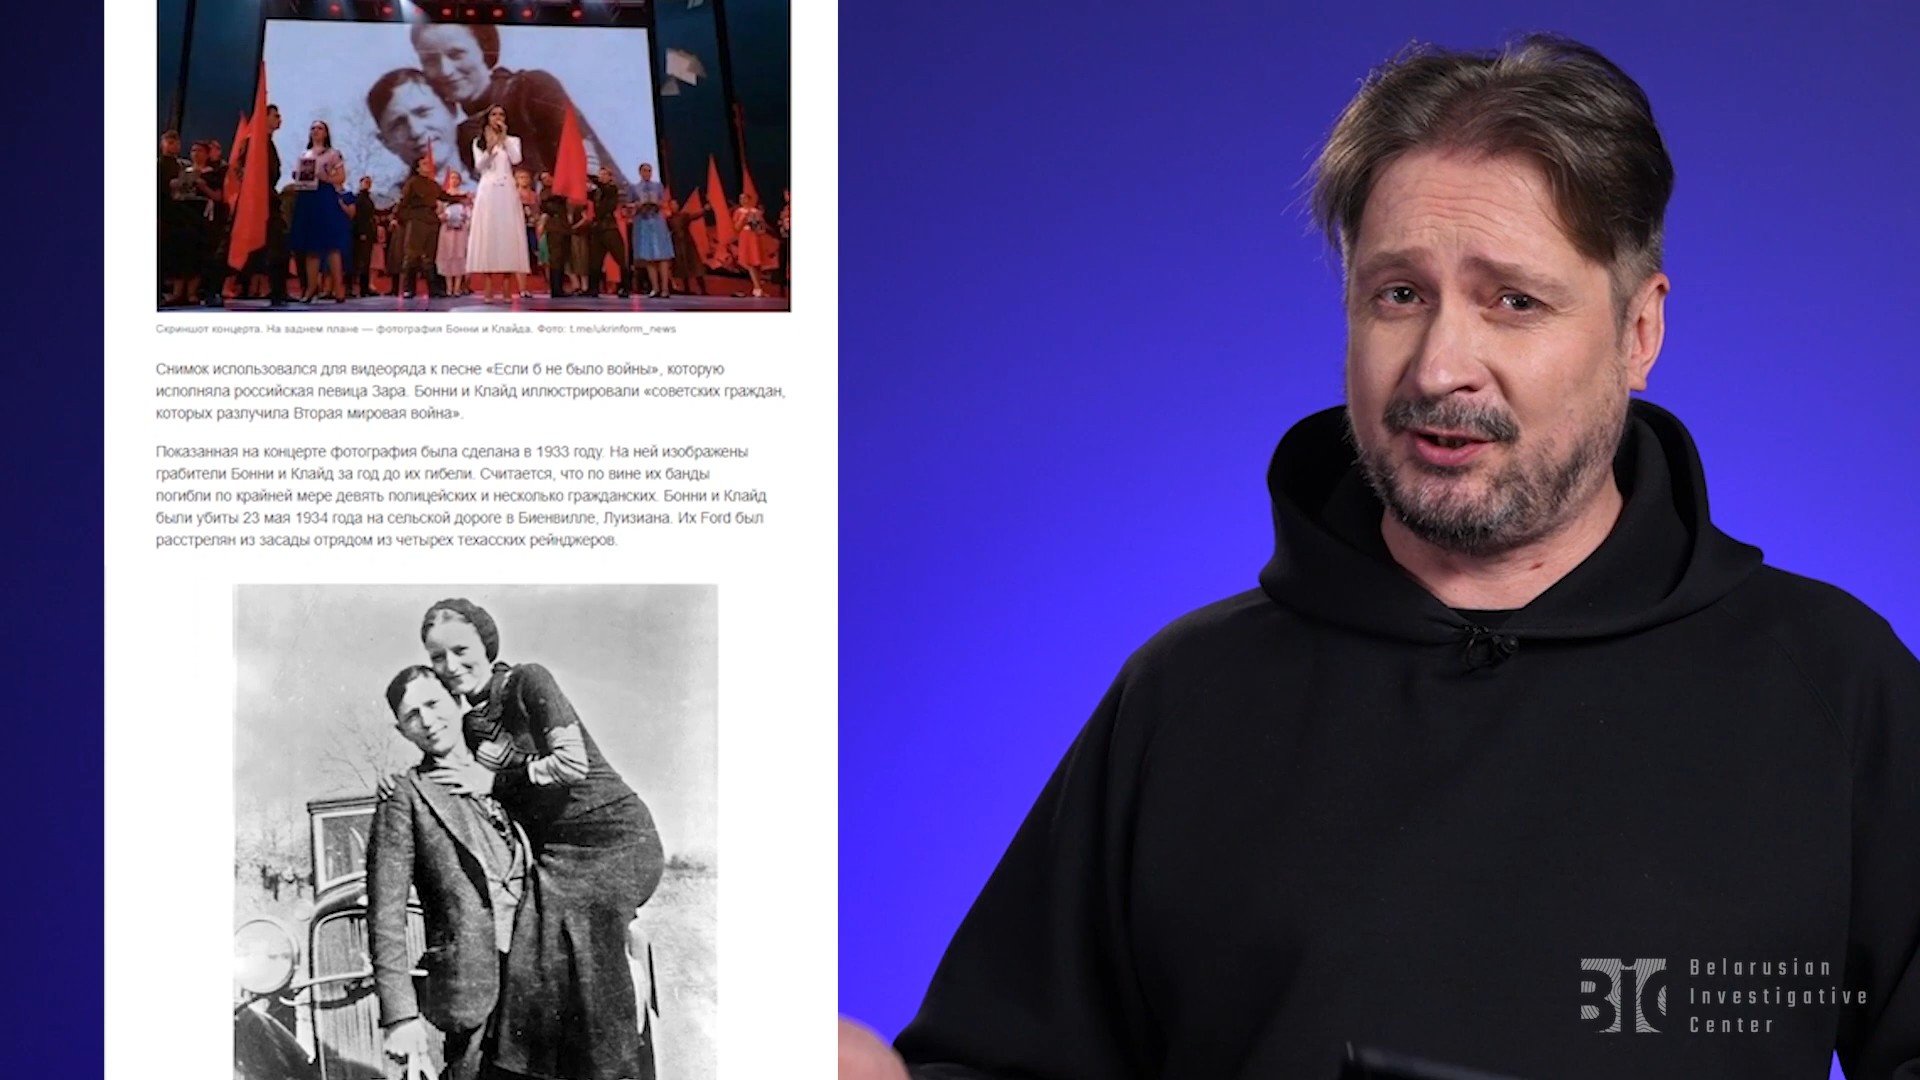 Скриншот концерта. На заднем плане — фотография Бонни и Клайда. Фото: t.me/ukrinform_news
Снимок использовался для видеоряда к песне «Если б не было войны», которую
исполняла российская певица Зара. Бонни и Клайд иллюстрировали «советских граждан,
которых разлучила Вторая мировая война».
Показанная на концерте фотография была сделана в 1933 году. На ней изображены
грабители Бонни и Клайд за год до их гибели. Считается, что по вине их банды
погибли по крайней мере девять полицейских и несколько гражданских. Бонни и Клайд
были убиты 23 мая 1934 года на сельской дороге в Биенвилле, Луизиана. Их Ford был
расстрелян из засады отрядом из четырех техасских рейнджеров.
BIC
Belarusian
Investigative
Center